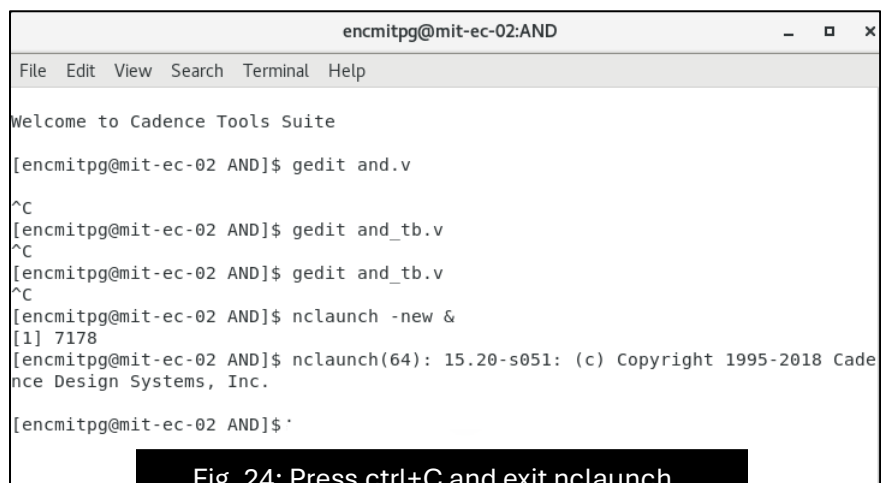 encmitpg@mit-ec-02:AND
File Edit View Search Terminal Help
Welcome to Cadence Tools Suite
[encmitpg@mit-ec-02 AND]$ gedit and.v
^C
[encmitpg@mit-ec-02 AND]$ gedit and_tb.v
^C
[encmitpg@mit-ec-02 AND]$ gedit and_tb.v
^C
[encmitpg@mit-ec-02 AND]$ nclaunch -new &
[1] 7178
[encmitpg@mit-ec-02 AND]$ nclaunch(64): 15.20-s051: (c) Copyright 1995-2018 Cade
nce Design Systems, Inc.
[encmitpg@mit-ec-02 AND]$
Fig. 24: Press ctrl+C and exit nclaunch